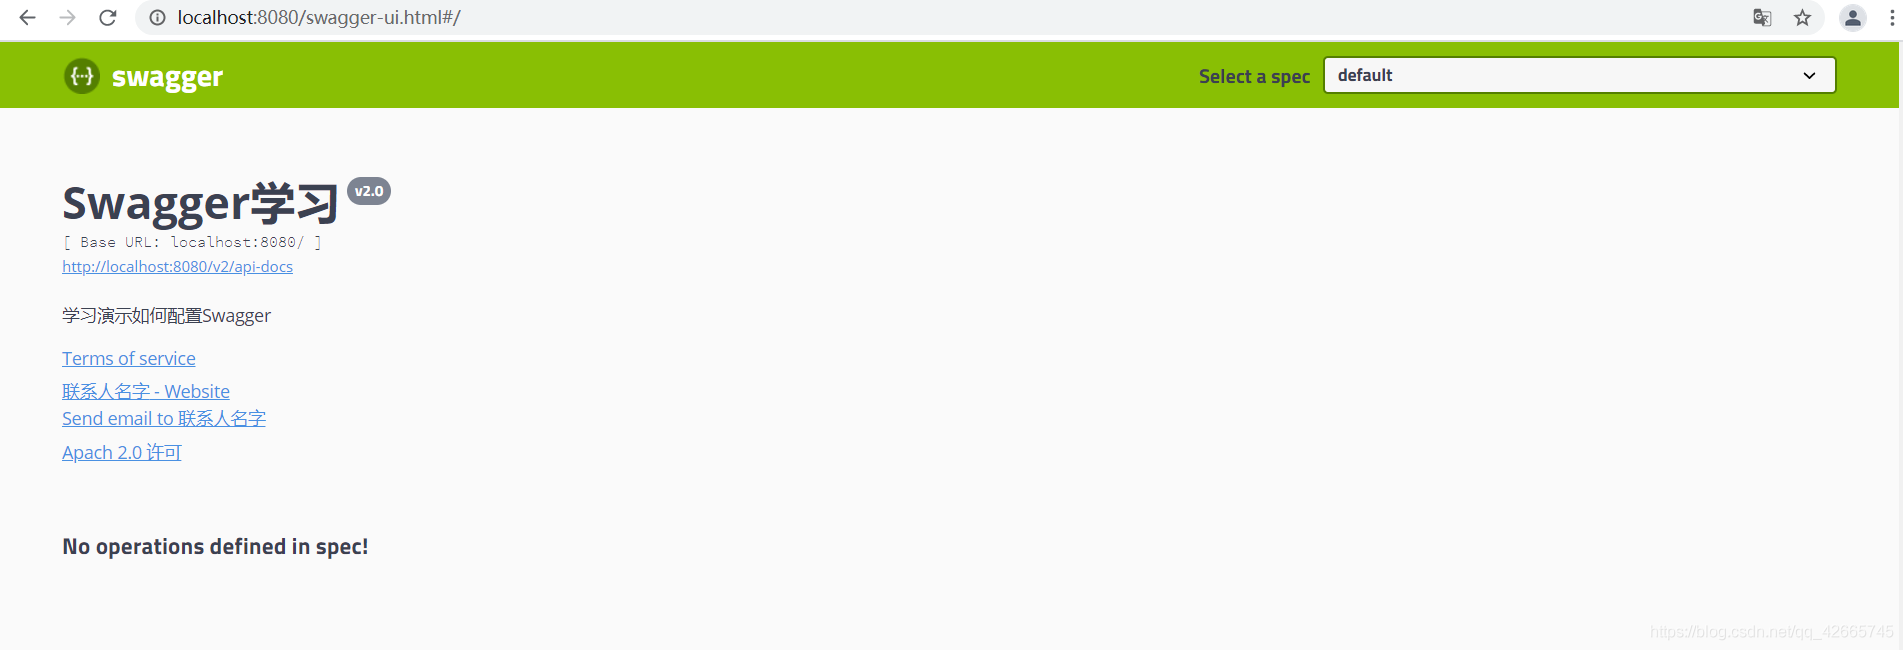 localhost:8080/swagger-ui.html#/
swagger
Select a spec
default
Swagger学习 v2.0
[ Base URL: localhost:8080/ ]
http://localhost:8080/v2/api-docs
学习演示如何配置Swagger
Terms of service
联系人名字 - Website
Send email to 联系人名字
Apach 2.0 许可
No operations defined in spec!
https://blog.csdn.net/qq_42665745